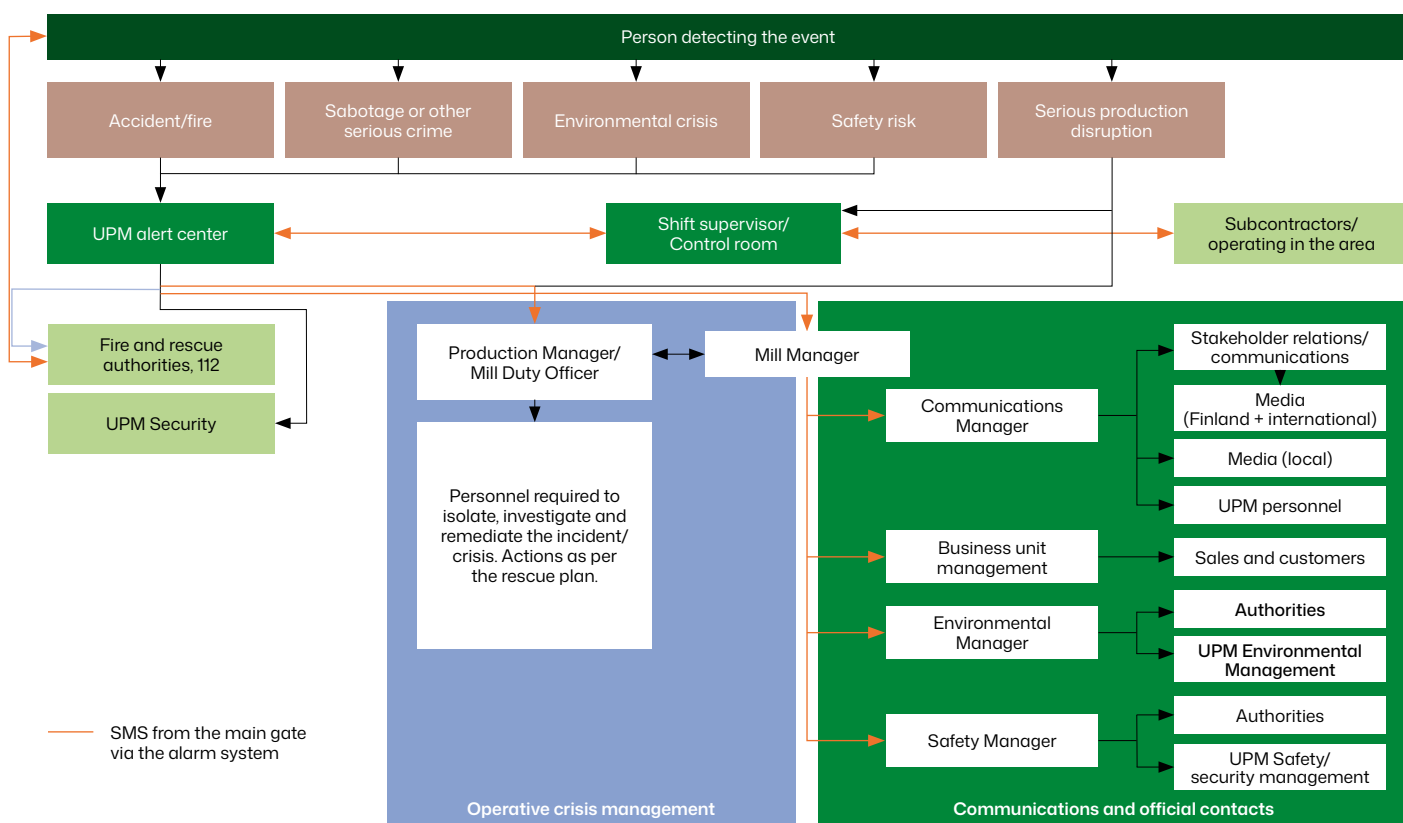 Person detecting the event
Accident/fire
Sabotage or other
serious crime
Environmental crisis
Safety risk
Serious production
disruption
UPM alert center
Shift supervisor/
Control room
Subcontractors/
operating in the area
Fire and rescue
authorities, 112
UPM Security
Production Manager/
Mill Duty Officer
Mill Manager
Personnel required to
isolate, investigate and
remediate the incident/
crisis. Actions as per
the rescue plan.
Stakeholder relations/
communications
Communications
Manager
Media
(Finland + international)
Media (local)
UPM personnel
Business unit
management
Sales and customers
Environmental
Manager
Authorities
UPM Environmental
Management
Safety Manager
Authorities
UPM Safety/
security management
SMS from the main gate
via the alarm system
Operative crisis management
Communications and official contacts